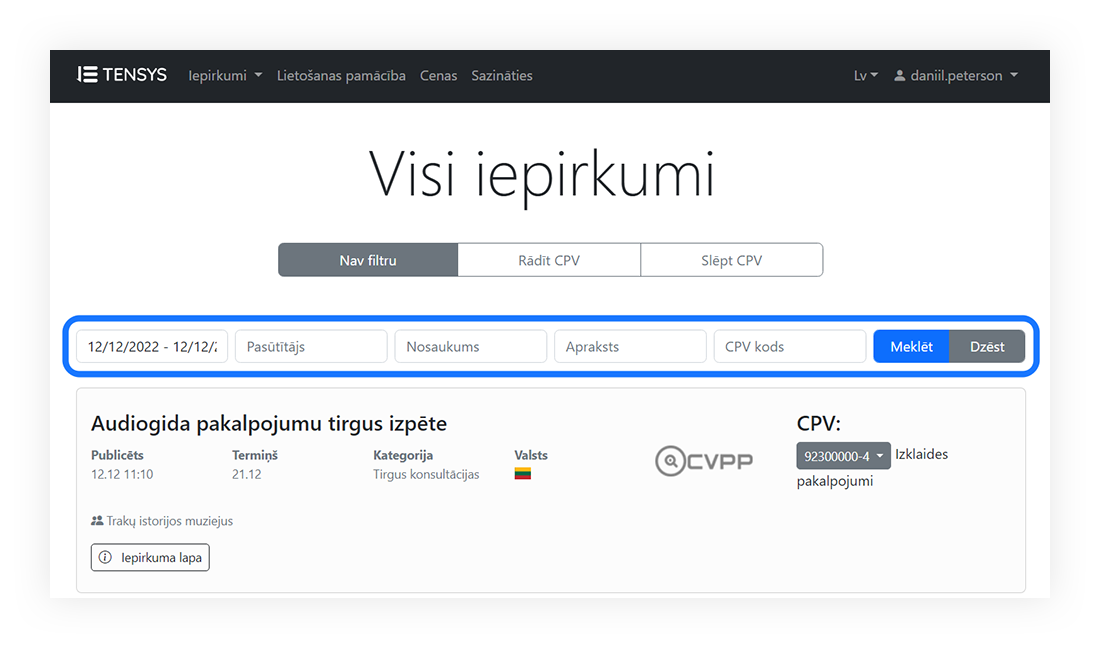 TENSYS Iepirkumi Lietošanas pamācība Cenas Sazināties Lv daniil.peterson
Visi iepirkumi
Nav filtru Rādīt CPV Slēpt CPV
12/12/2022 - 12/12/2 Pasūtītājs Nosaukums Apraksts CPV kods Meklēt Dzēst
Audiogida pakalpojumu tirgus izpēte
CPV:
Publicēts Termiņš Kategorija Valsts
12.12 11:10 21.12 Tirgus konsultācijas
CVPP
92300000-4 Izklaides
pakalpojumi
Trakų istorijos muziejus
Iepirkuma lapa